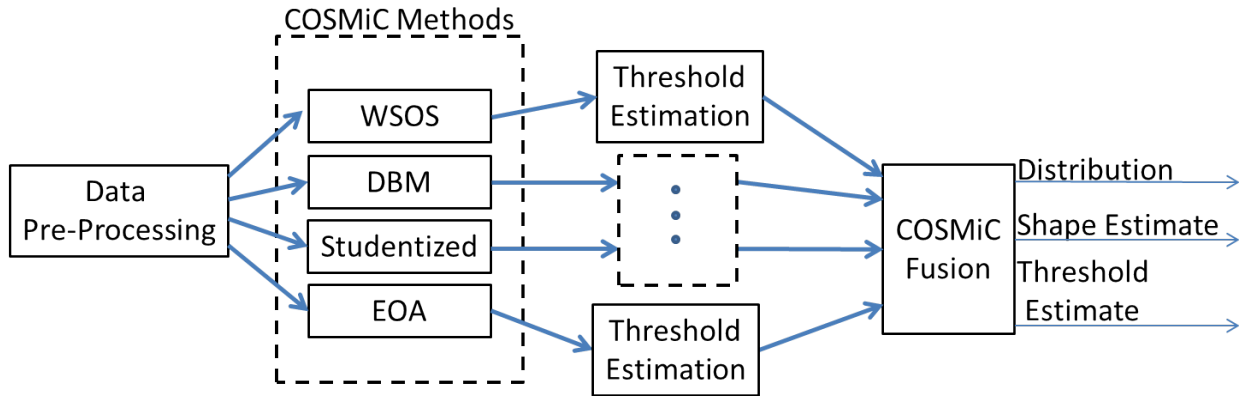 COSMiC Methods
Data
Pre-Processing
WSOS
DBM
Studentized
EOA
Threshold
Estimation
Threshold
Estimation
COSMiC
Fusion
Distribution
Shape Estimate
Threshold
Estimate